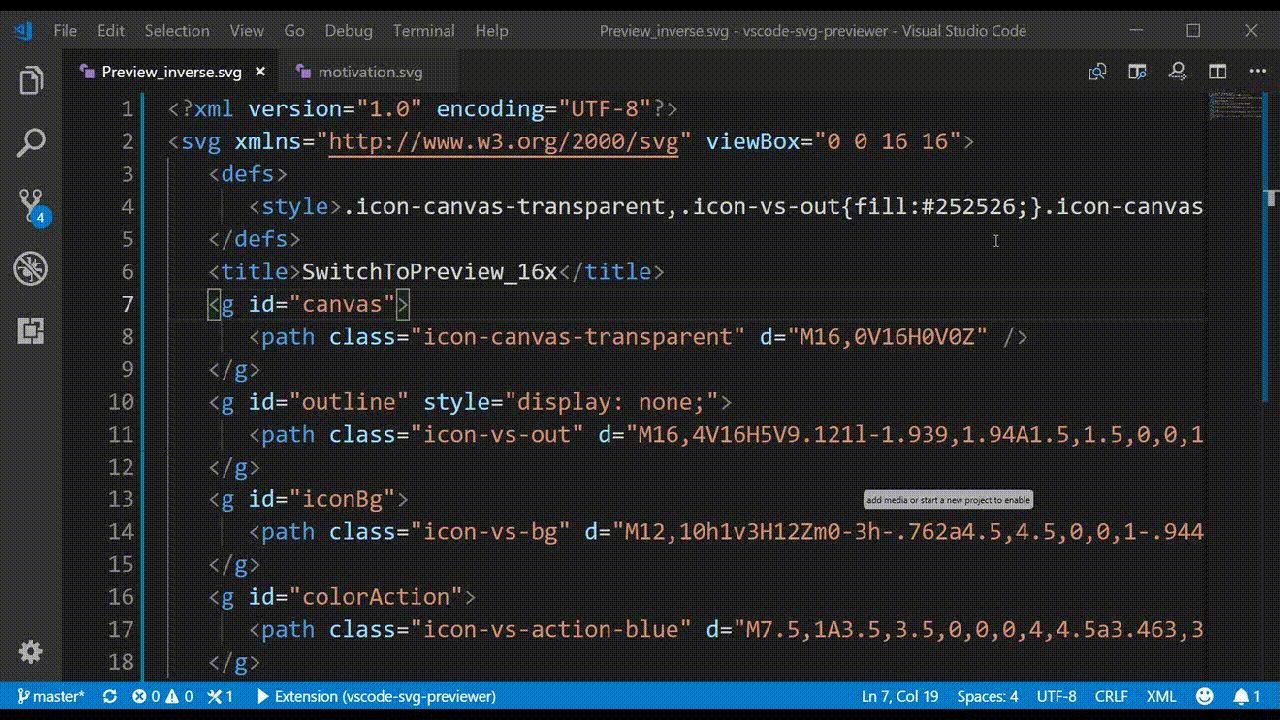 File Edit Selection View Go Debug Terminal Help Preview_inverse.svg - vscode-svg-previewer - Visual Studio Code
Preview_inverse.svg × motivation.svg
1 <?xml version="1.0" encoding="UTF-8"?>
2 <svg xmlns="http://www.w3.org/2000/svg" viewBox="0 0 16 16">
3 <defs>
4 <style>.icon-canvas-transparent,.icon-vs-out{fill:#252526;}.icon-canvas
4
5 </defs>
6 <title>SwitchToPreview_16x</title>
7 <g id="canvas">
8 <path class="icon-canvas-transparent" d="M16,0V16H0V0Z" />
9 </g>
10 <g id="outline" style="display: none;">
11 <path class="icon-vs-out" d="M16,4V16H5V9.121l-1.939,1.94A1.5,1.5,0,0,1
12 </g>
13 <g id="iconBg">
add media or start a new project to enable
14 <path class="icon-vs-bg" d="M12,10h1v3H12Zm0-3h-.762a4.5,4.5,0,0,1-.944
15 </g>
16 <g id="colorAction">
17 <path class="icon-vs-action-blue" d="M7.5,1A3.5,3.5,0,0,0,4,4.5a3.463,3
18 </g>
master* 0 0 1 Extension (vscode-svg-previewer) Ln 7, Col 19 Spaces: 4 UTF-8 CRLF XML 1